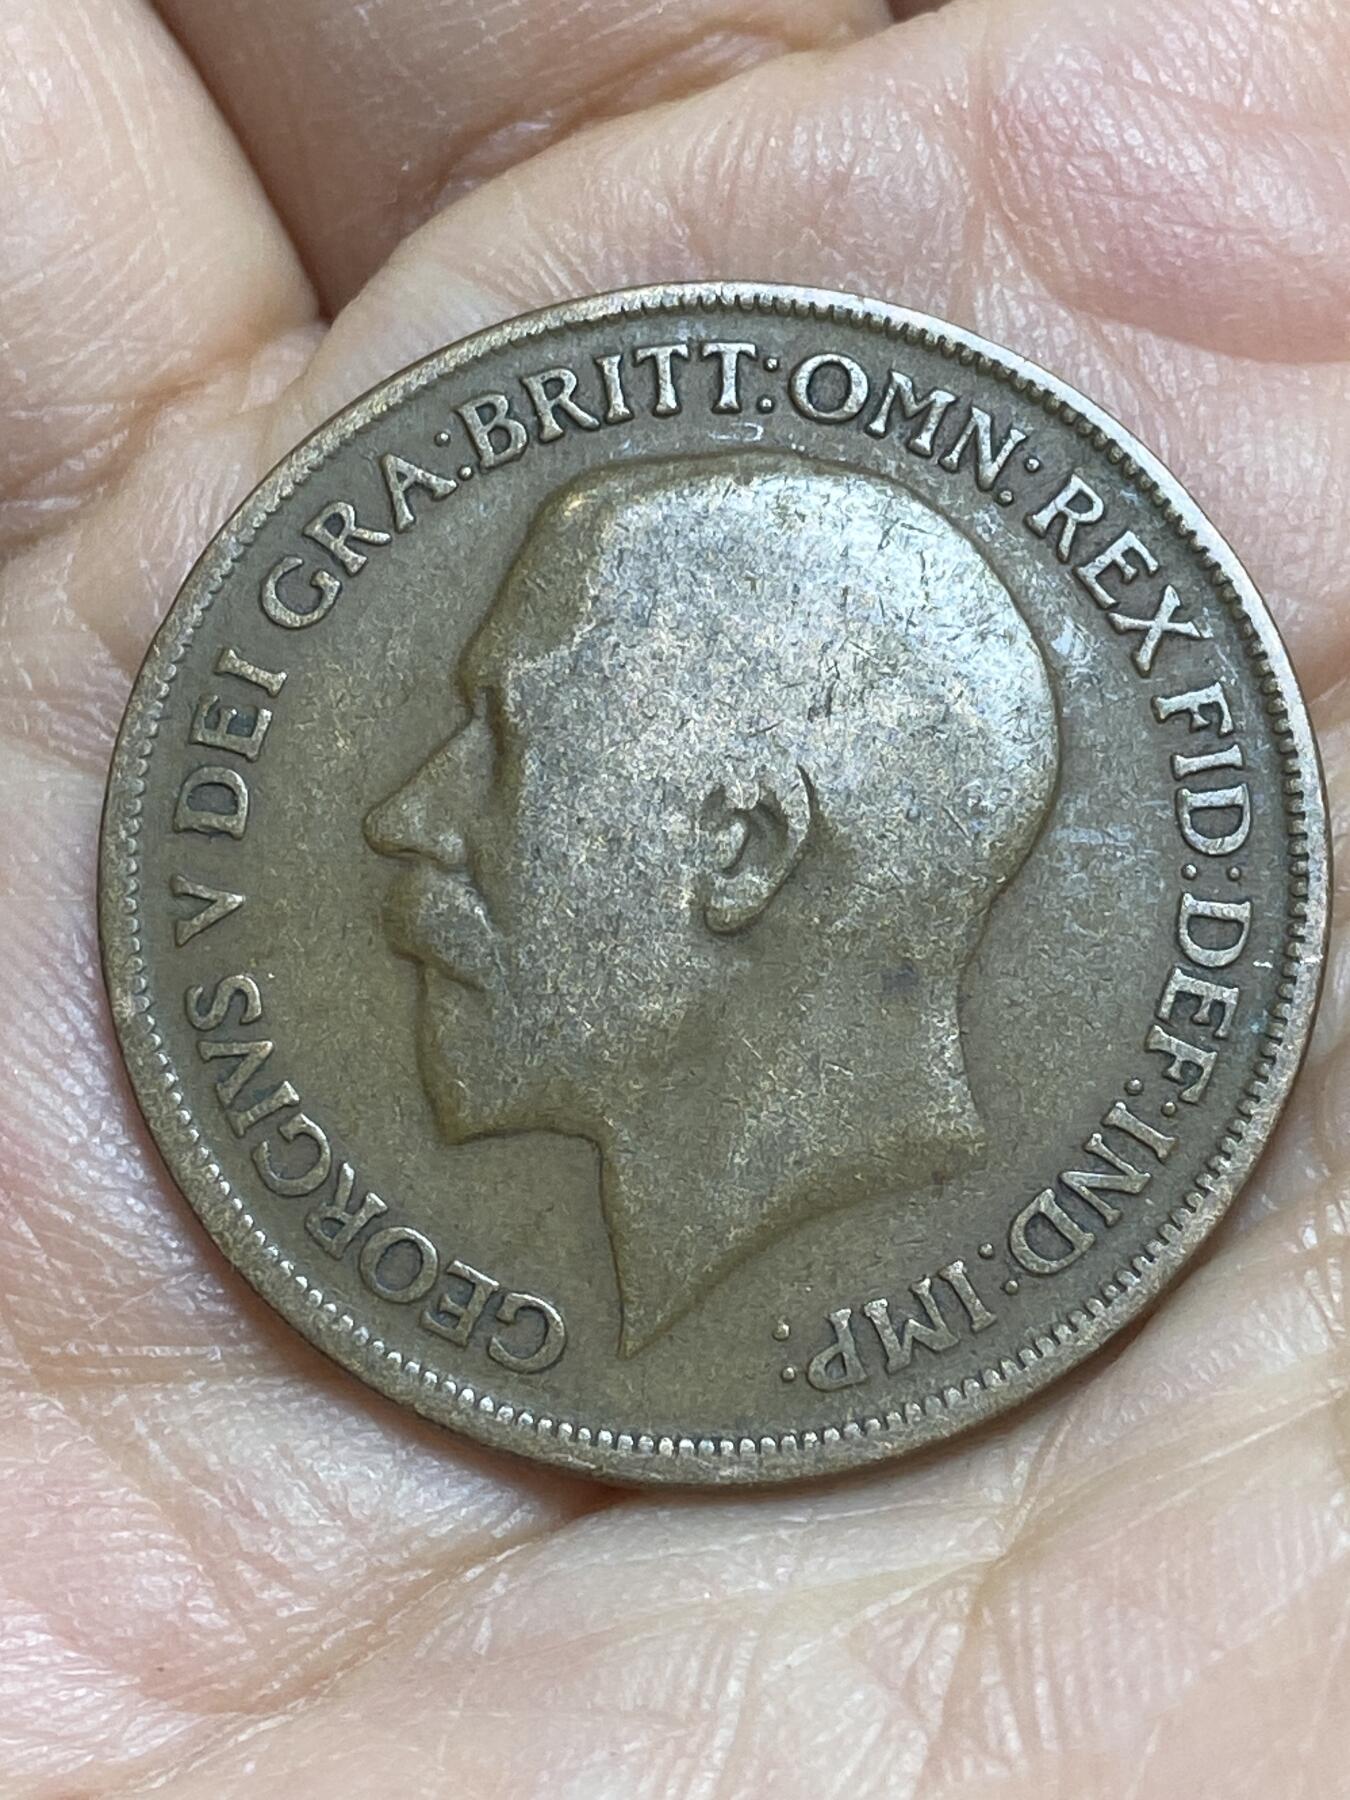 GEORGIVS V DEI GRA: BRITT: OMN: REX FID: DEF: IND: IMP: